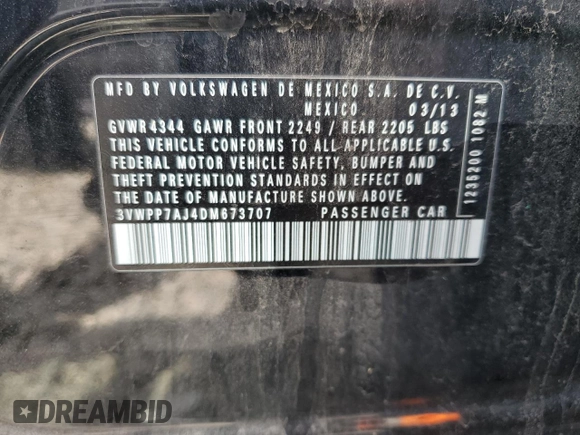 MFD BY VOLKSWAGEN DE MEXICO S.A. DE C.V.
MEXICO 03/13
GVWR 4344 GAWR FRONT 2249 / REAR 2205 LBS
THIS VEHICLE CONFORMS TO ALL APPLICABLE U.S.
FEDERAL MOTOR VEHICLE SAFETY, BUMPER AND
THEFT PREVENTION STANDARDS IN EFFECT ON
THE DATE OF MANUFACTURE SHOWN ABOVE.
3VWPP7AJ4DM673707 PASSENGER CAR
1235200 1082 M
DREAMBID